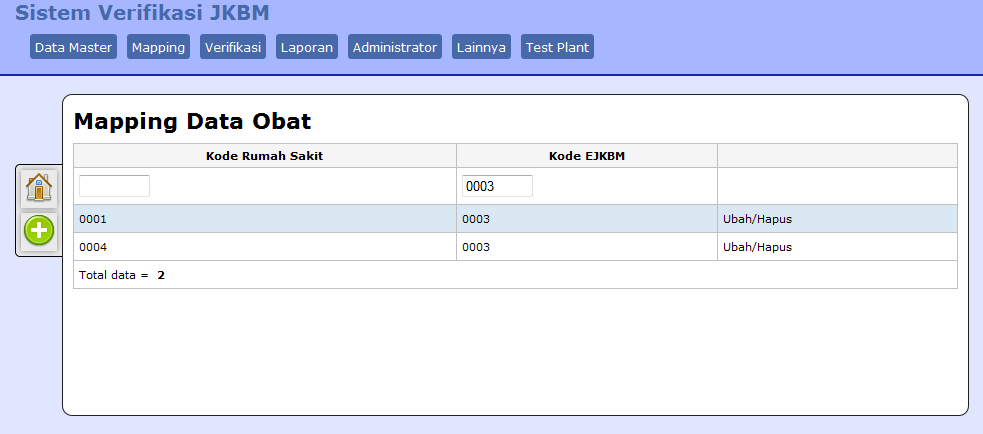 Sistem Verifikasi JKBM
Data Master Mapping Verifikasi Laporan Administrator Lainnya Test Plant
Mapping Data Obat
Kode Rumah Sakit Kode EJKBM
0003
0001 0003 Ubah/Hapus
0004 0003 Ubah/Hapus
Total data = 2